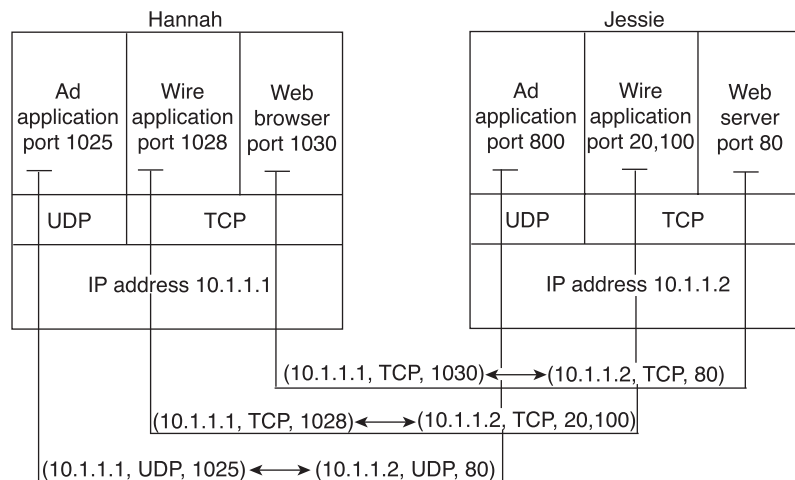 Hannah
Jessie
Ad
application
port 1025
Wire
application
port 1028
Web
browser
port 1030
Ad
application
port 800
Wire
application
port 20,100
Web
server
port 80
UDP
TCP
UDP
TCP
IP address 10.1.1.1
IP address 10.1.1.2
(10.1.1.1, TCP, 1030) (10.1.1.2, TCP, 80)
(10.1.1.1, TCP, 1028) (10.1.1.2, TCP, 20,100)
(10.1.1.1, UDP, 1025) (10.1.1.2, UDP, 80)